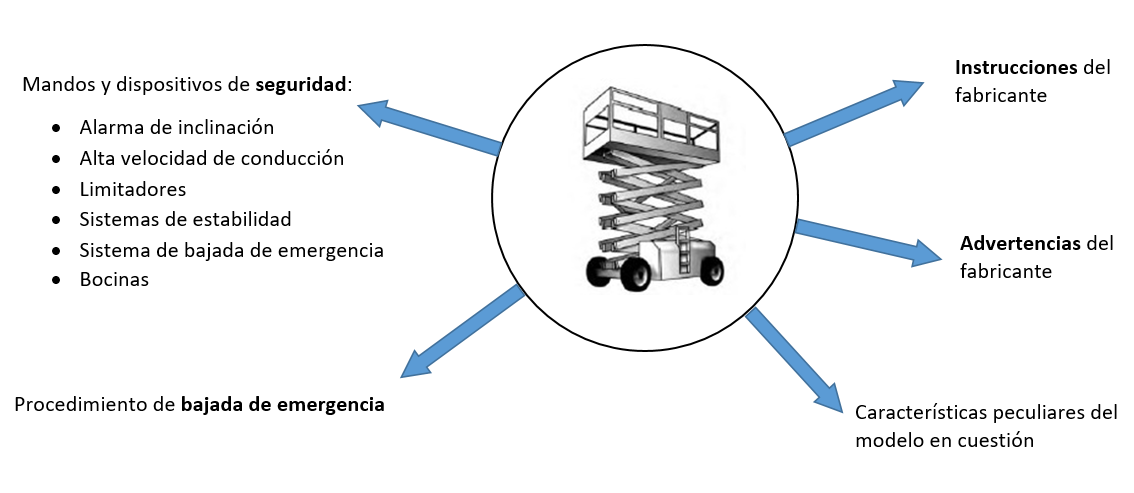 Mandos y dispositivos de seguridad:
• Alarma de inclinación
• Alta velocidad de conducción
• Limitadores
• Sistemas de estabilidad
• Sistema de bajada de emergencia
• Bocinas
Procedimiento de bajada de emergencia
Instrucciones del
fabricante
Advertencias del
fabricante
Características peculiares del
modelo en cuestión